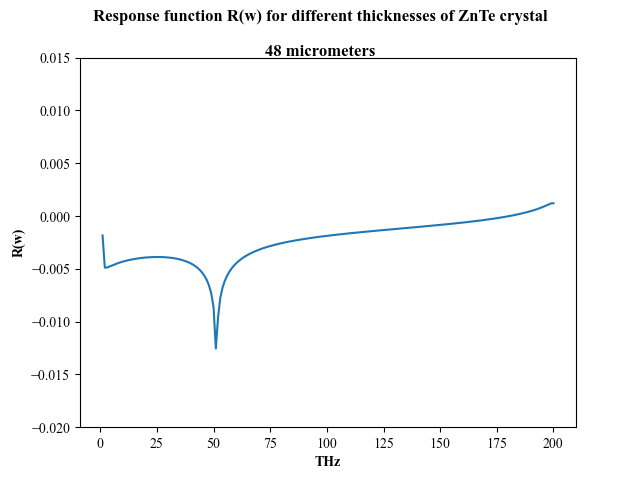 Response function R(w) for different thicknesses of ZnTe crystal
48 micrometers
0.015
0.010
0.005
0.000
−0.005
−0.010
−0.015
−0.020
R(w)
0 25 50 75 100 125 150 175 200
THz